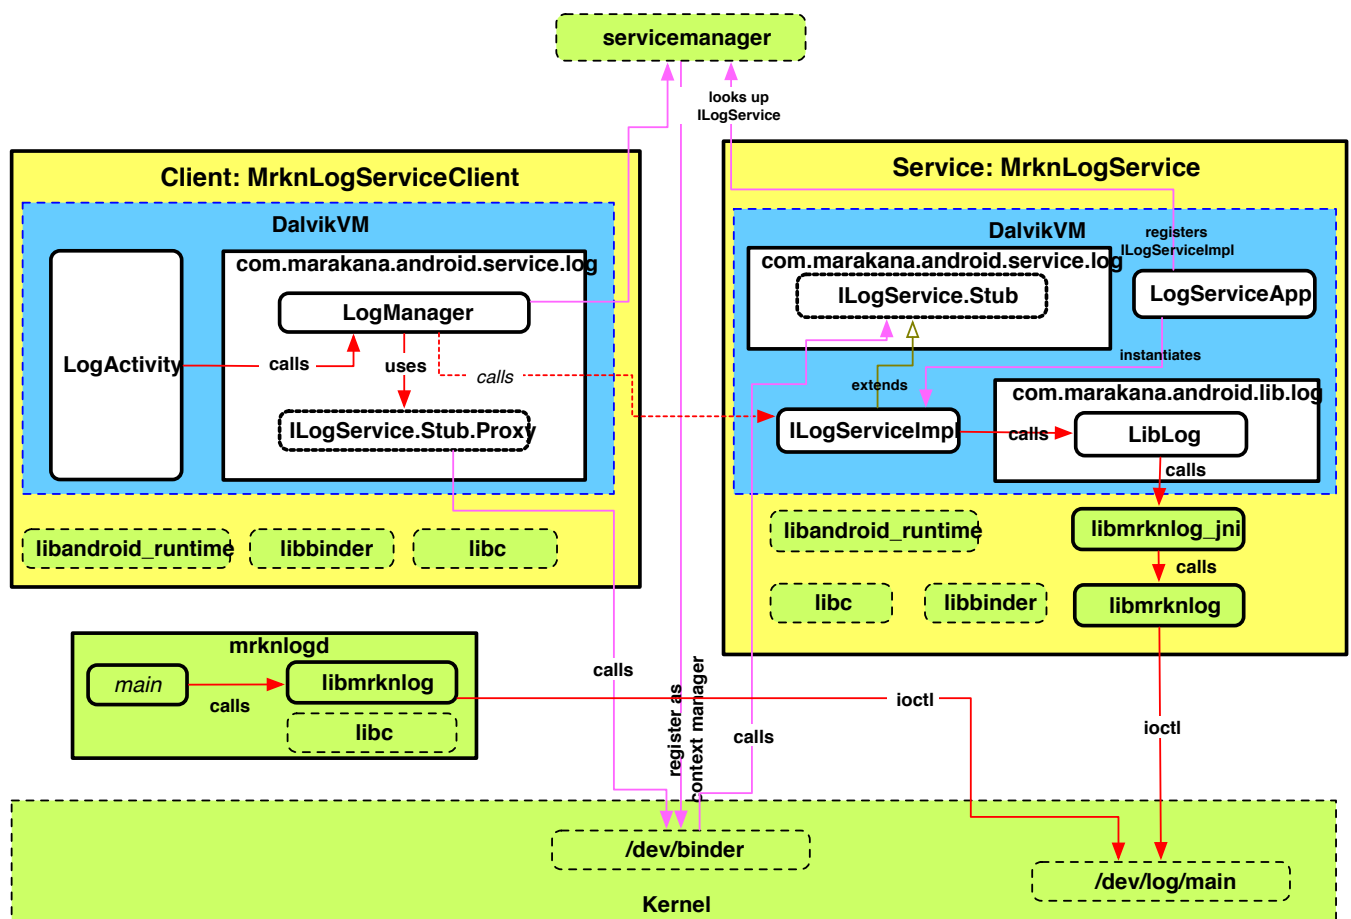 servicemanager
looks up
ILogService
Client: MrknLogServiceClient
DalvikVM
com.marakana.android.service.log
LogManager
LogActivity
calls
uses
calls
ILogService.Stub.Proxy
libandroid_runtime
libbinder
libc
Service: MrknLogService
DalvikVM
registers
ILogServiceImpl
com.marakana.android.service.log
ILogService.Stub
LogServiceApp
instantiates
extends
com.marakana.android.lib.log
ILogServiceImpl
calls
LibLog
calls
libandroid_runtime
libmrknlog_jni
calls
libc
libbinder
libmrknlog
mrknlogd
main
calls
libmrknlog
libc
calls
register as
context manager
calls
ioctl
ioctl
/dev/binder
/dev/log/main
Kernel